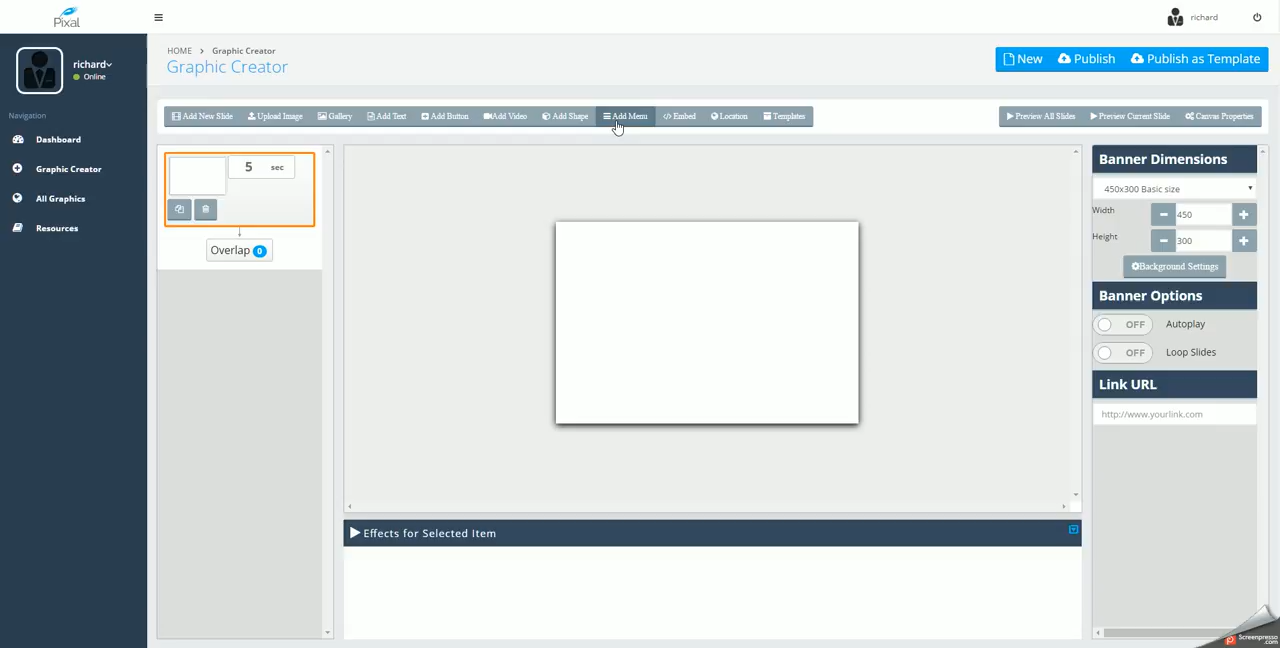 Pixal
richard
richard
Online
HOME > Graphic Creator
Graphic Creator
New Publish Publish as Template
Navigation
Dashboard
Graphic Creator
All Graphics
Resources
Add New Slide Upload Image Gallery Add Text Add Button Add Video Add Shape Add Menu Embed Location Templates
Preview All Slides Preview Current Slide Canvas Properties
5 sec
Overlap 0
Banner Dimensions
450x300 Basic size
Width 450
Height 300
Background Settings
Banner Options
OFF Autoplay
OFF Loop Slides
Link URL
http://www.yourlink.com
Effects for Selected Item
Screenpresso
.com